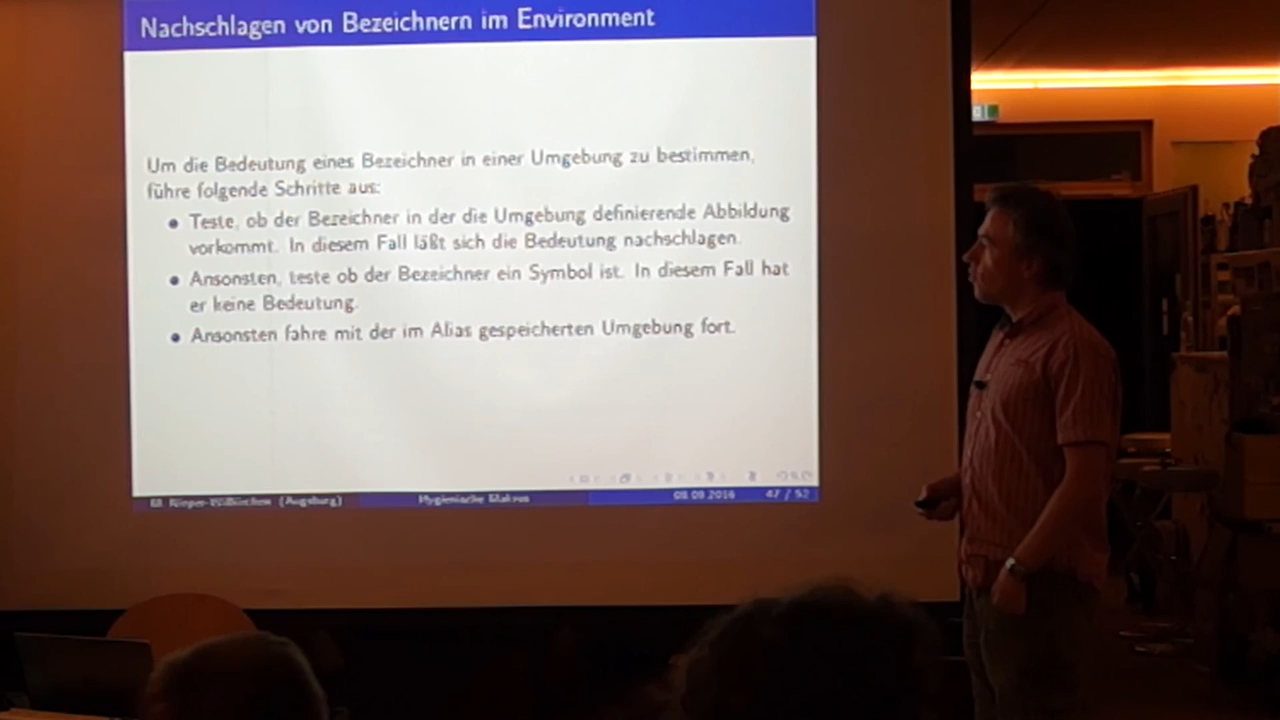 Nachschlagen von Bezeichnern im Environment
Um die Bedeutung eines Bezeichner in einer Umgebung zu bestimmen,
führe folgende Schritte aus:
Teste, ob der Bezeichner in der die Umgebung definierende Abbildung
vorkommt. In diesem Fall läßt sich die Bedeutung nachschlagen.
Ansonsten, teste ob der Bezeichner ein Symbol ist. In diesem Fall hat
er keine Bedeutung.
Ansonsten fahre mit der im Alias gespeicherten Umgebung fort.
(Augsburg) Hygienische Makros 08.09.2016 47 / 52